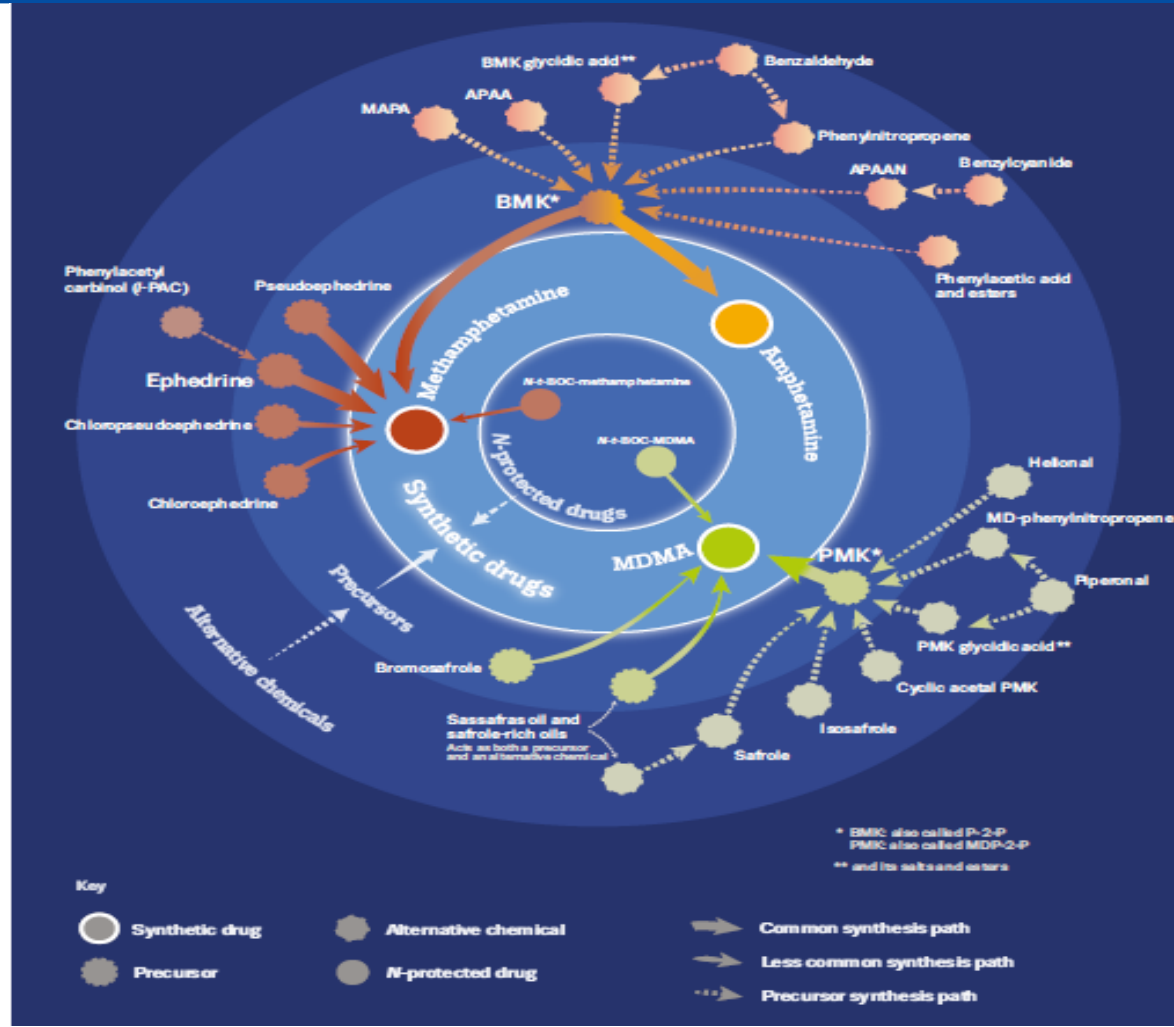 BMK glycidic acid**
Benzaldehyde
APAA
MAPA
Phenylnitropropene
APAAN
Benzylcyanide
BMK*
Phenylacetic acid
and esters
Phenylacetyl
carbinol (ℓ-PAC)
Pseudoephedrine
Methamphetamine
Amphetamine
Ephedrine
N-t-BOC-methamphetamine
Chloropseudoephedrine
N-t-BOC-MDMA
Chloroephedrine
N-protected drugs
Synthetic drugs
MDMA
Helional
MD-phenylnitropropene
PMK*
Piperonal
Precursors
Alternative chemicals
PMK glycidic acid**
Bromosafrole
Cyclic acetal PMK
Sassafras oil and
safrole-rich oils
Acts as both a precursor
and an alternative chemical
Isosafrole
Safrole
* BMK: also called P-2-P
PMK: also called MDP-2-P
** and its salts and esters
Key
Synthetic drug
Alternative chemical
Common synthesis path
Precursor
N-protected drug
Less common synthesis path
Precursor synthesis path